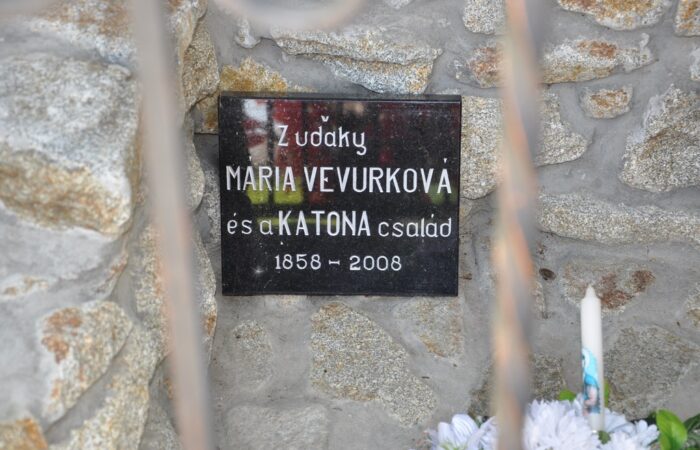 Z vďaky
MÁRIA VEVURKOVÁ
és a KATONA család
1858 - 2008